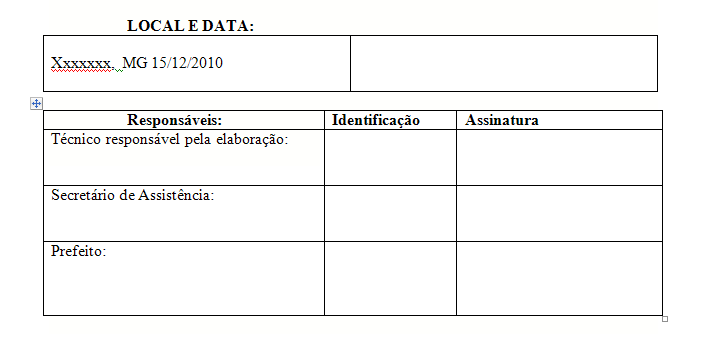 LOCAL E DATA:
Xxxxxxx, MG 15/12/2010
Responsáveis: Identificação Assinatura
Técnico responsável pela elaboração:
Secretário de Assistência:
Prefeito: